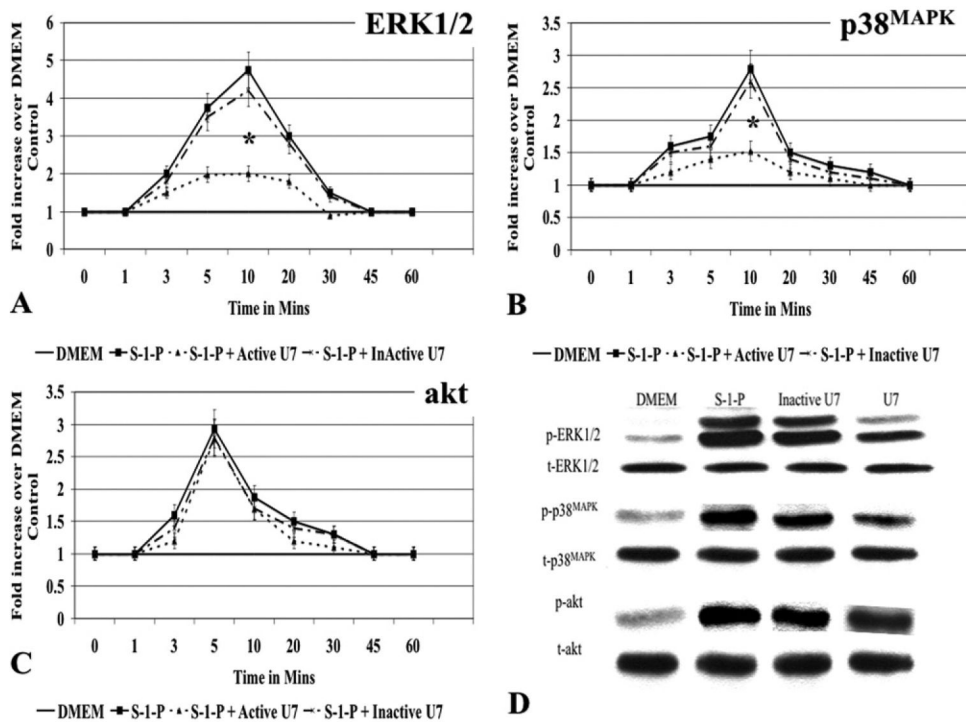 ERK1/2
Fold increase over DMEM
Control
6
5
4
3
2
1
0
*
0 1 3 5 10 20 30 45 60
Time in Mins
A
DMEM S-1-P S-1-P + Active U7 S-1-P + InActive U7
p38MAPK
Fold increase over DMEM
Control
3.5
3
2.5
2
1.5
1
0.5
0
*
0 1 3 5 10 20 30 45 60
Time in Mins
B
DMEM S-1-P S-1-P + Active U7 S-1-P + Inactive U7
akt
Fold increase over DMEM
Control
3.5
3
2.5
2
1.5
1
0.5
0
0 1 3 5 10 20 30 45 60
Time in Mins
C
DMEM S-1-P S-1-P + Active U7 S-1-P + Inactive U7
DMEM S-1-P Inactive U7 U7
p-ERK1/2
t-ERK1/2
p-p38MAPK
t-p38MAPK
p-akt
t-akt
D